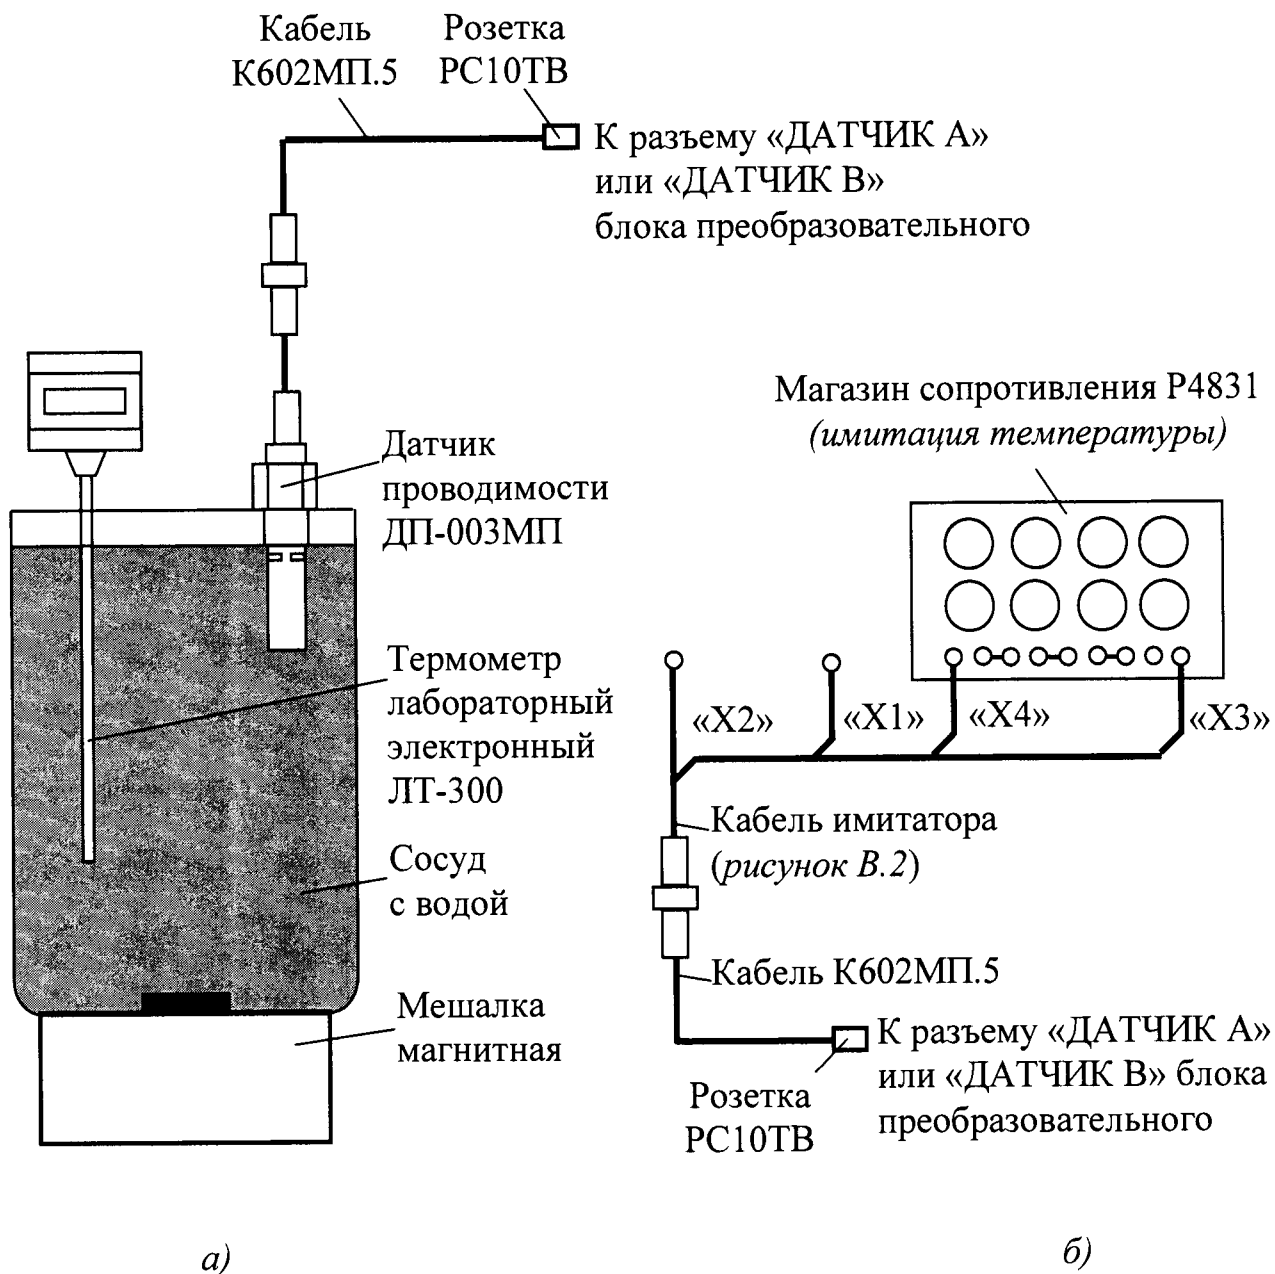 Кабель
К602МП.5
Розетка
РС10ТВ
К разъему «ДАТЧИК А»
или «ДАТЧИК В»
блока преобразовательного
Датчик
проводимости
ДП-003МП
Термометр
лабораторный
электронный
ЛТ-300
Сосуд
с водой
Мешалка
магнитная
а)
Магазин сопротивления Р4831
(имитация температуры)
«Х2»
«Х1»
«Х4»
«Х3»
Кабель имитатора
(рисунок В.2)
Кабель К602МП.5
К разъему «ДАТЧИК А»
или «ДАТЧИК В» блока
преобразовательного
Розетка
РС10ТВ
б)